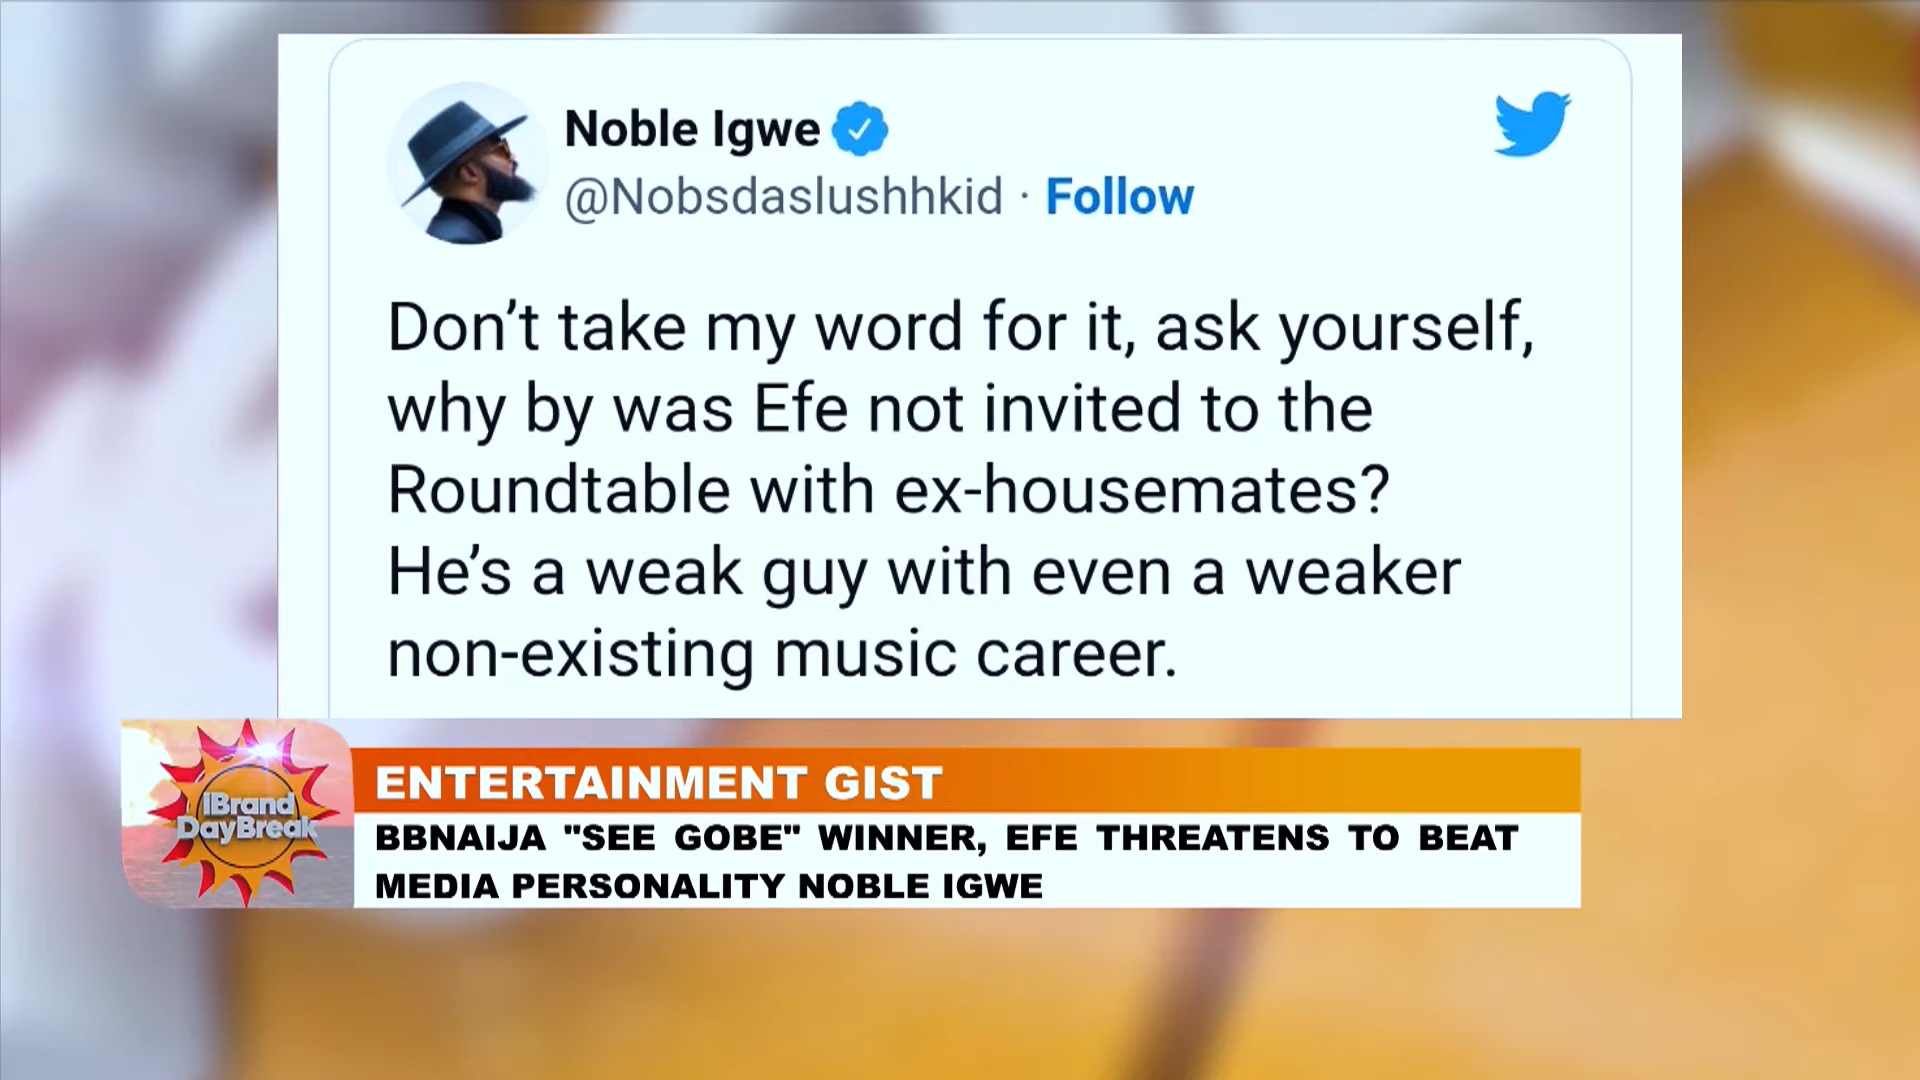 Noble Igwe
@Nobsdaslushhkid · Follow
Don’t take my word for it, ask yourself,
why by was Efe not invited to the
Roundtable with ex-housemates?
He’s a weak guy with even a weaker
non-existing music career.
ENTERTAINMENT GIST
IBrand
DayBreak
BBNAIJA "SEE GOBE" WINNER, EFE THREATENS TO BEAT
MEDIA PERSONALITY NOBLE IGWE